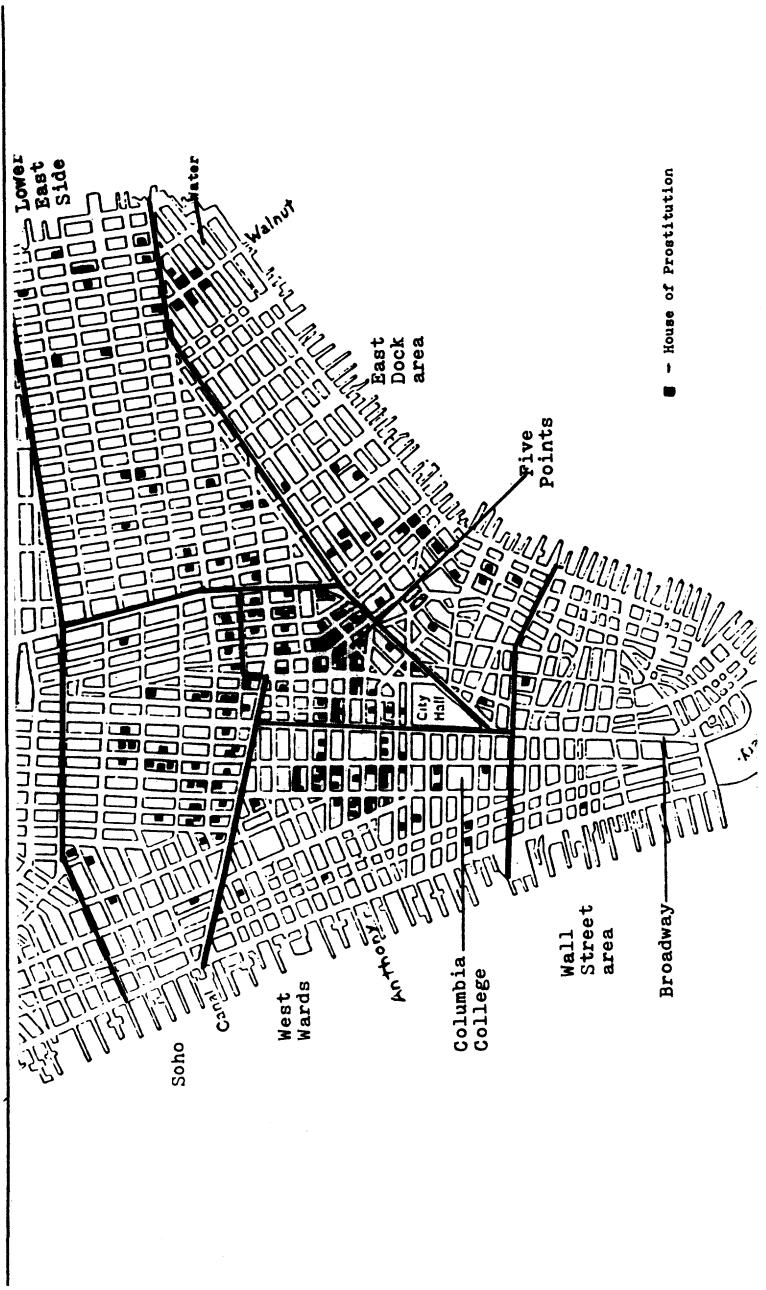 Lower
East
Side
Water
Walnut
East
Dock
area
Five
Points
■ - House of Prostitution
City
Hall
Soho
Canal
West
Wards
Anthony
Columbia
College
Wall
Street
area
Broadway